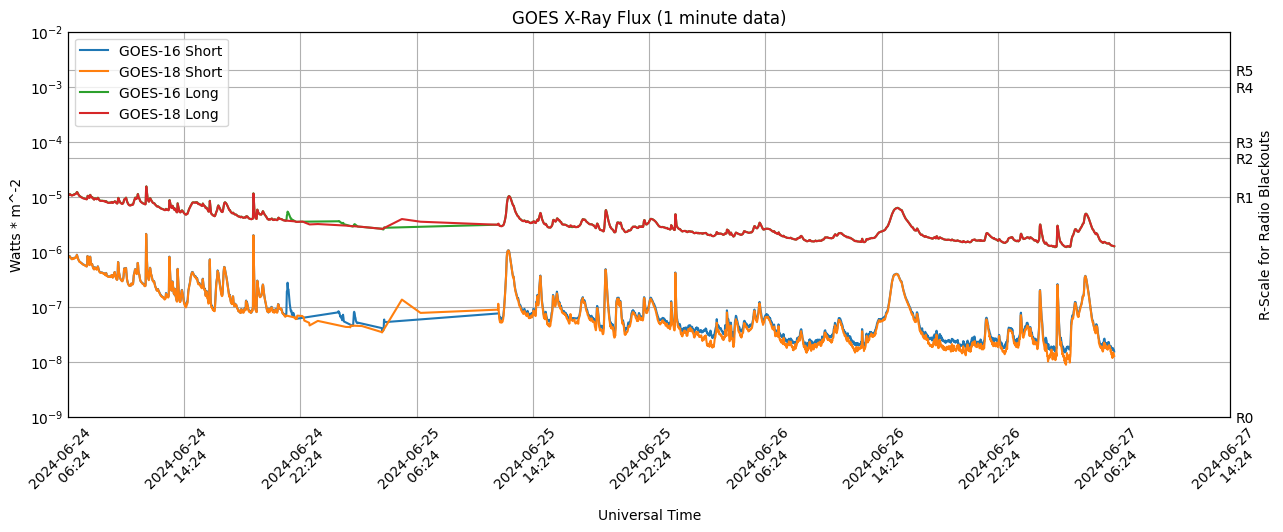 GOES X-Ray Flux (1 minute data)
GOES-16 Short
GOES-18 Short
GOES-16 Long
GOES-18 Long
10^-2
10^-3
10^-4
10^-5
10^-6
10^-7
10^-8
10^-9
Watts * m^-2
R5
R4
R3
R2
R1
R0
R-Scale for Radio Blackouts
2024-06-24
06:24
2024-06-24
14:24
2024-06-24
22:24
2024-06-25
06:24
2024-06-25
14:24
2024-06-25
22:24
2024-06-26
06:24
2024-06-26
14:24
2024-06-26
22:24
2024-06-27
06:24
2024-06-27
14:24
Universal Time